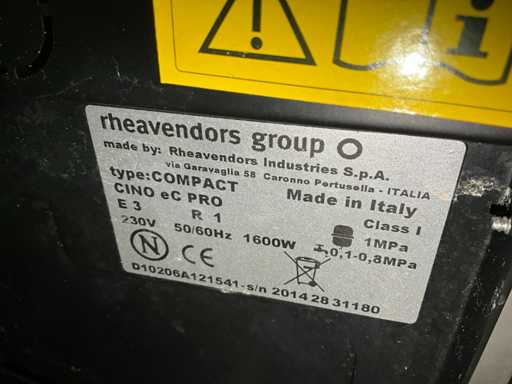 rheavendors group
made by: Rheavendors Industries S.p.A.
via Garavaglia 58 Caronno Pertusella - ITALIA
type:COMPACT
Made in Italy
CINO eC PRO
Class I
E 3 R 1
1MPa
230V 50/60Hz 1600W
0,1-0,8MPa
N CE
D10206A121541-s/n 2014 28 31180